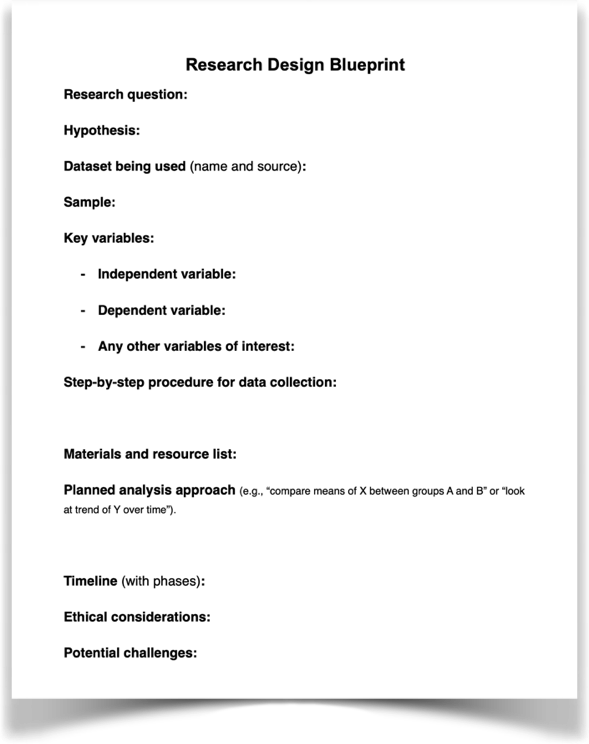 Research Design Blueprint
Research question:
Hypothesis:
Dataset being used (name and source):
Sample:
Key variables:
- Independent variable:
- Dependent variable:
- Any other variables of interest:
Step-by-step procedure for data collection:
Materials and resource list:
Planned analysis approach (e.g., “compare means of X between groups A and B” or “look
at trend of Y over time”).
Timeline (with phases):
Ethical considerations:
Potential challenges: